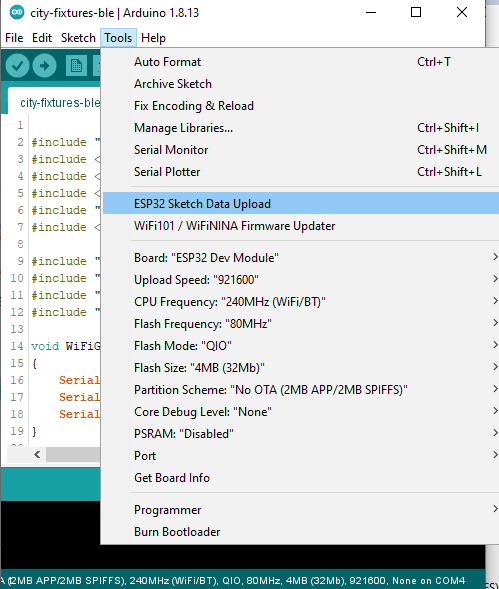 city-fixtures-ble | Arduino 1.8.13
File Edit Sketch Tools Help
Auto Format Ctrl+T
Archive Sketch
Fix Encoding & Reload
Manage Libraries... Ctrl+Shift+I
Serial Monitor Ctrl+Shift+M
Serial Plotter Ctrl+Shift+L
ESP32 Sketch Data Upload
WiFi101 / WiFiNINA Firmware Updater
Board: "ESP32 Dev Module"
Upload Speed: "921600"
CPU Frequency: "240MHz (WiFi/BT)"
Flash Frequency: "80MHz"
Flash Mode: "QIO"
Flash Size: "4MB (32Mb)"
Partition Scheme: "No OTA (2MB APP/2MB SPIFFS)"
Core Debug Level: "None"
PSRAM: "Disabled"
Port
Get Board Info
Programmer
Burn Bootloader
city-fixtures-ble
1
2 #include "
3 #include <
4 #include <
5 #include <
6 #include "
7 #include <
8
9 #include "
10 #include "
11 #include "
12 #include "
13
14 void WiFiG
15 {
16 Serial
17 Serial
18 Serial
19 }
(2MB APP/2MB SPIFFS), 240MHz (WiFi/BT), QIO, 80MHz, 4MB (32Mb), 921600, None on COM4